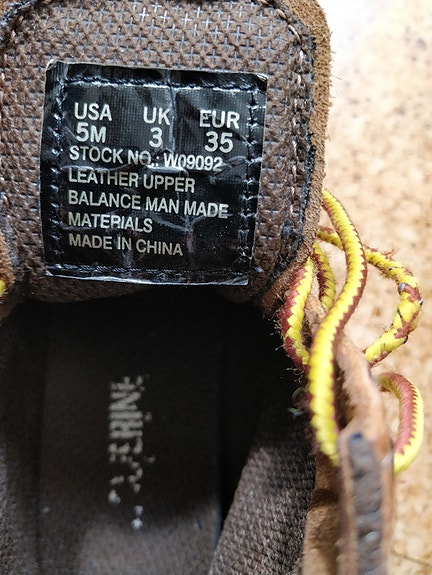 USA UK EUR
5M 3 35
STOCK NO.: W09092
LEATHER UPPER
BALANCE MAN MADE
MATERIALS
MADE IN CHINA